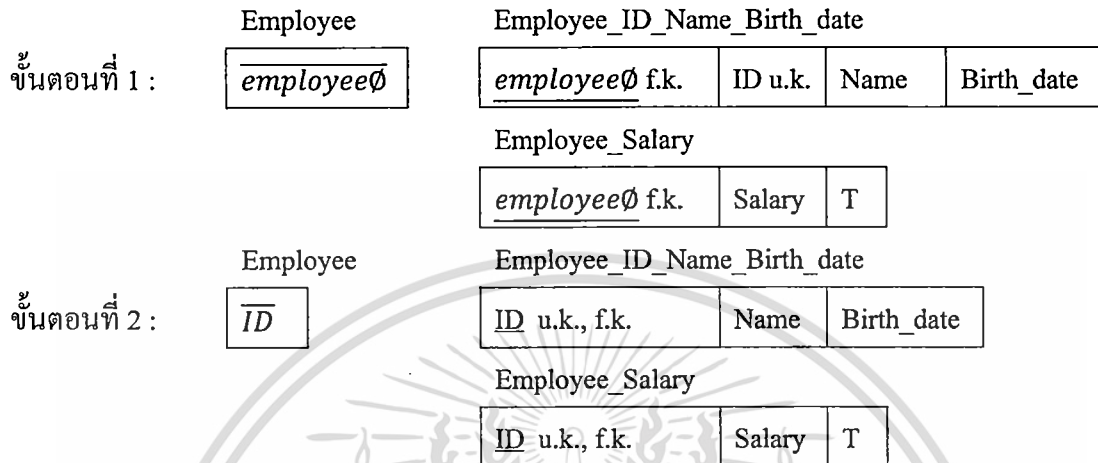 Employee Employee_ID_Name_Birth_date
ขั้นตอนที่ 1 : employeeØ employeeØ f.k. ID u.k. Name Birth_date
Employee_Salary
employeeØ f.k. Salary T
Employee Employee_ID_Name_Birth_date
ขั้นตอนที่ 2 : ID ID u.k., f.k. Name Birth_date
Employee_Salary
ID u.k., f.k. Salary T